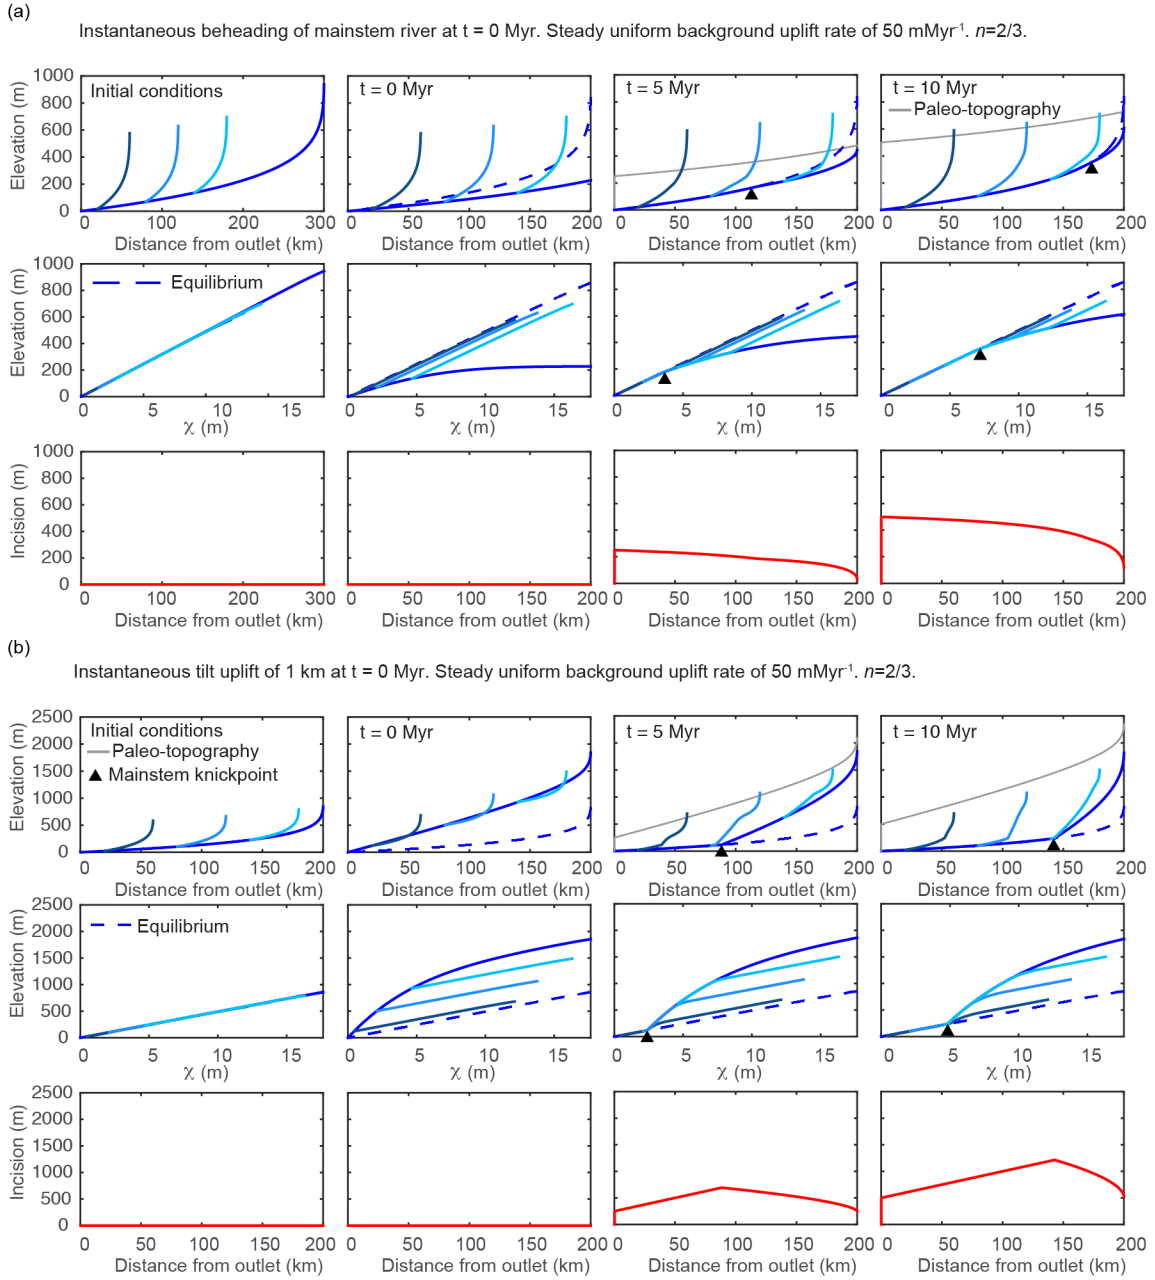 (a)
Instantaneous beheading of mainstem river at t = 0 Myr. Steady uniform background uplift rate of 50 mMyr⁻¹. n=2/3.
Elevation (m)
1000
800
600
400
200
0
Initial conditions
0 100 200 300
Distance from outlet (km)
t = 0 Myr
0 50 100 150 200
Distance from outlet (km)
t = 5 Myr
0 50 100 150 200
Distance from outlet (km)
t = 10 Myr
Paleo-topography
0 50 100 150 200
Distance from outlet (km)
Elevation (m)
1000
800
600
400
200
0
Equilibrium
0 5 10 15
χ (m)
0 5 10 15
χ (m)
0 5 10 15
χ (m)
0 5 10 15
χ (m)
Incision (m)
1000
800
600
400
200
0
0 100 200 300
Distance from outlet (km)
0 50 100 150 200
Distance from outlet (km)
0 50 100 150 200
Distance from outlet (km)
0 50 100 150 200
Distance from outlet (km)
(b)
Instantaneous tilt uplift of 1 km at t = 0 Myr. Steady uniform background uplift rate of 50 mMyr⁻¹. n=2/3.
Elevation (m)
2500
2000
1500
1000
500
0
Initial conditions
Paleo-topography
Mainstem knickpoint
0 50 100 150 200
Distance from outlet (km)
t = 0 Myr
0 50 100 150 200
Distance from outlet (km)
t = 5 Myr
0 50 100 150 200
Distance from outlet (km)
t = 10 Myr
0 50 100 150 200
Distance from outlet (km)
Elevation (m)
2500
2000
1500
1000
500
0
Equilibrium
0 5 10 15
χ (m)
0 5 10 15
χ (m)
0 5 10 15
χ (m)
0 5 10 15
χ (m)
Incision (m)
2500
2000
1500
1000
500
0
0 50 100 150 200
Distance from outlet (km)
0 50 100 150 200
Distance from outlet (km)
0 50 100 150 200
Distance from outlet (km)
0 50 100 150 200
Distance from outlet (km)